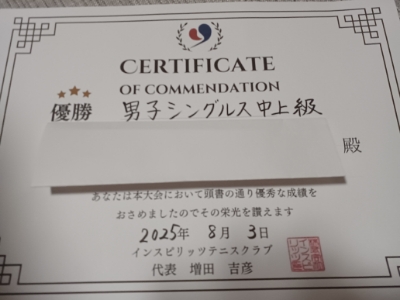 CERTIFICATE
OF COMMENDATION
優勝 男子シングルス中上級
殿
あなたは本大会において頭書の通り優秀な成績を
おさめましたのでその栄光を讃えます
2025年 8月 3日
インスピリッツテニスクラブ
代表 増田 吉彦